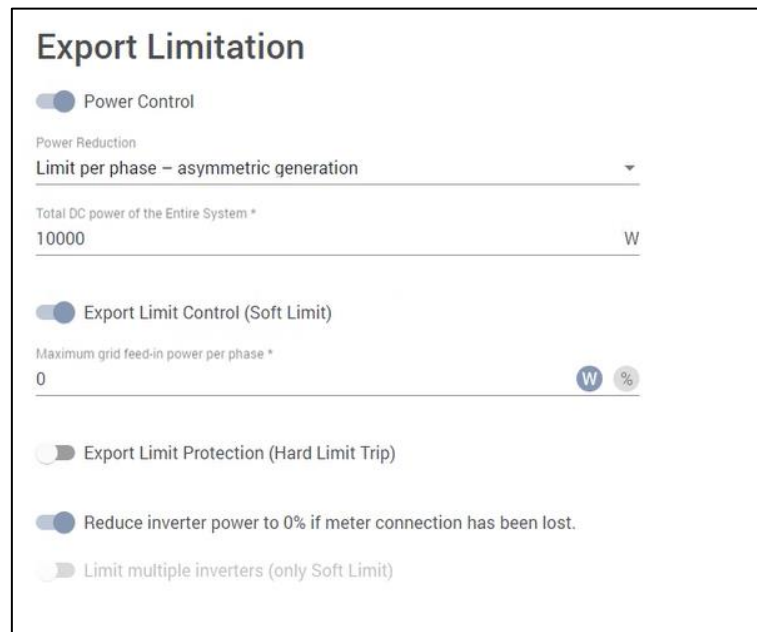 Export Limitation
Power Control
Power Reduction
Limit per phase – asymmetric generation
Total DC power of the Entire System *
10000 W
Export Limit Control (Soft Limit)
Maximum grid feed-in power per phase *
0 W %
Export Limit Protection (Hard Limit Trip)
Reduce inverter power to 0% if meter connection has been lost.
Limit multiple inverters (only Soft Limit)